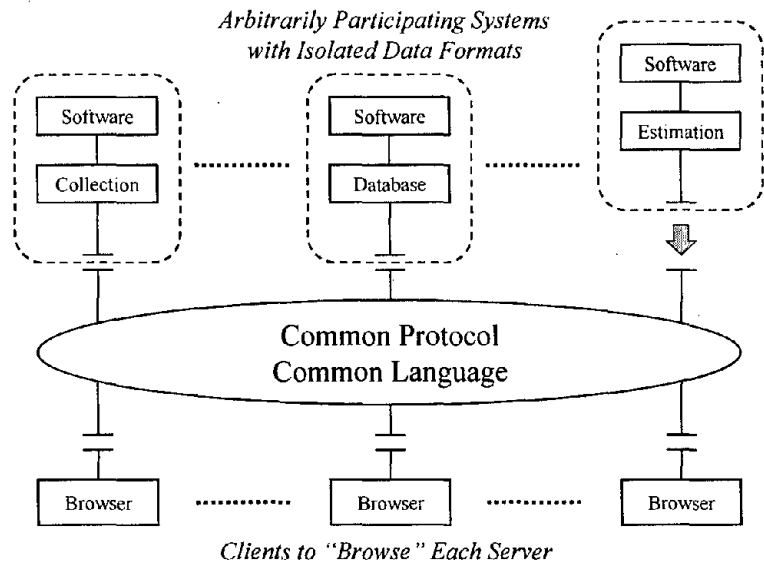 Arbitrarily Participating Systems
with Isolated Data Formats
Software
Software
Software
Collection
Database
Estimation
Common Protocol
Common Language
Browser
Browser
Browser
Clients to “Browse” Each Server